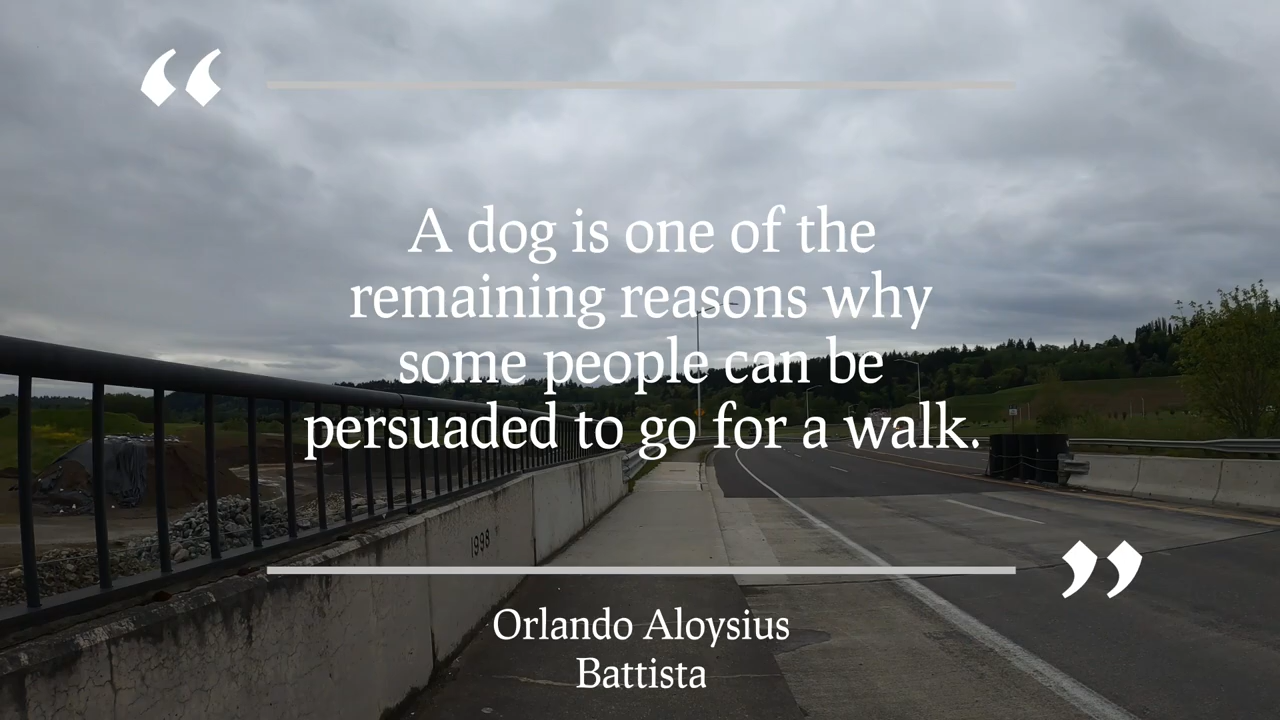 “
A dog is one of the
remaining reasons why
some people can be
persuaded to go for a walk.
1998
”
Orlando Aloysius
Battista